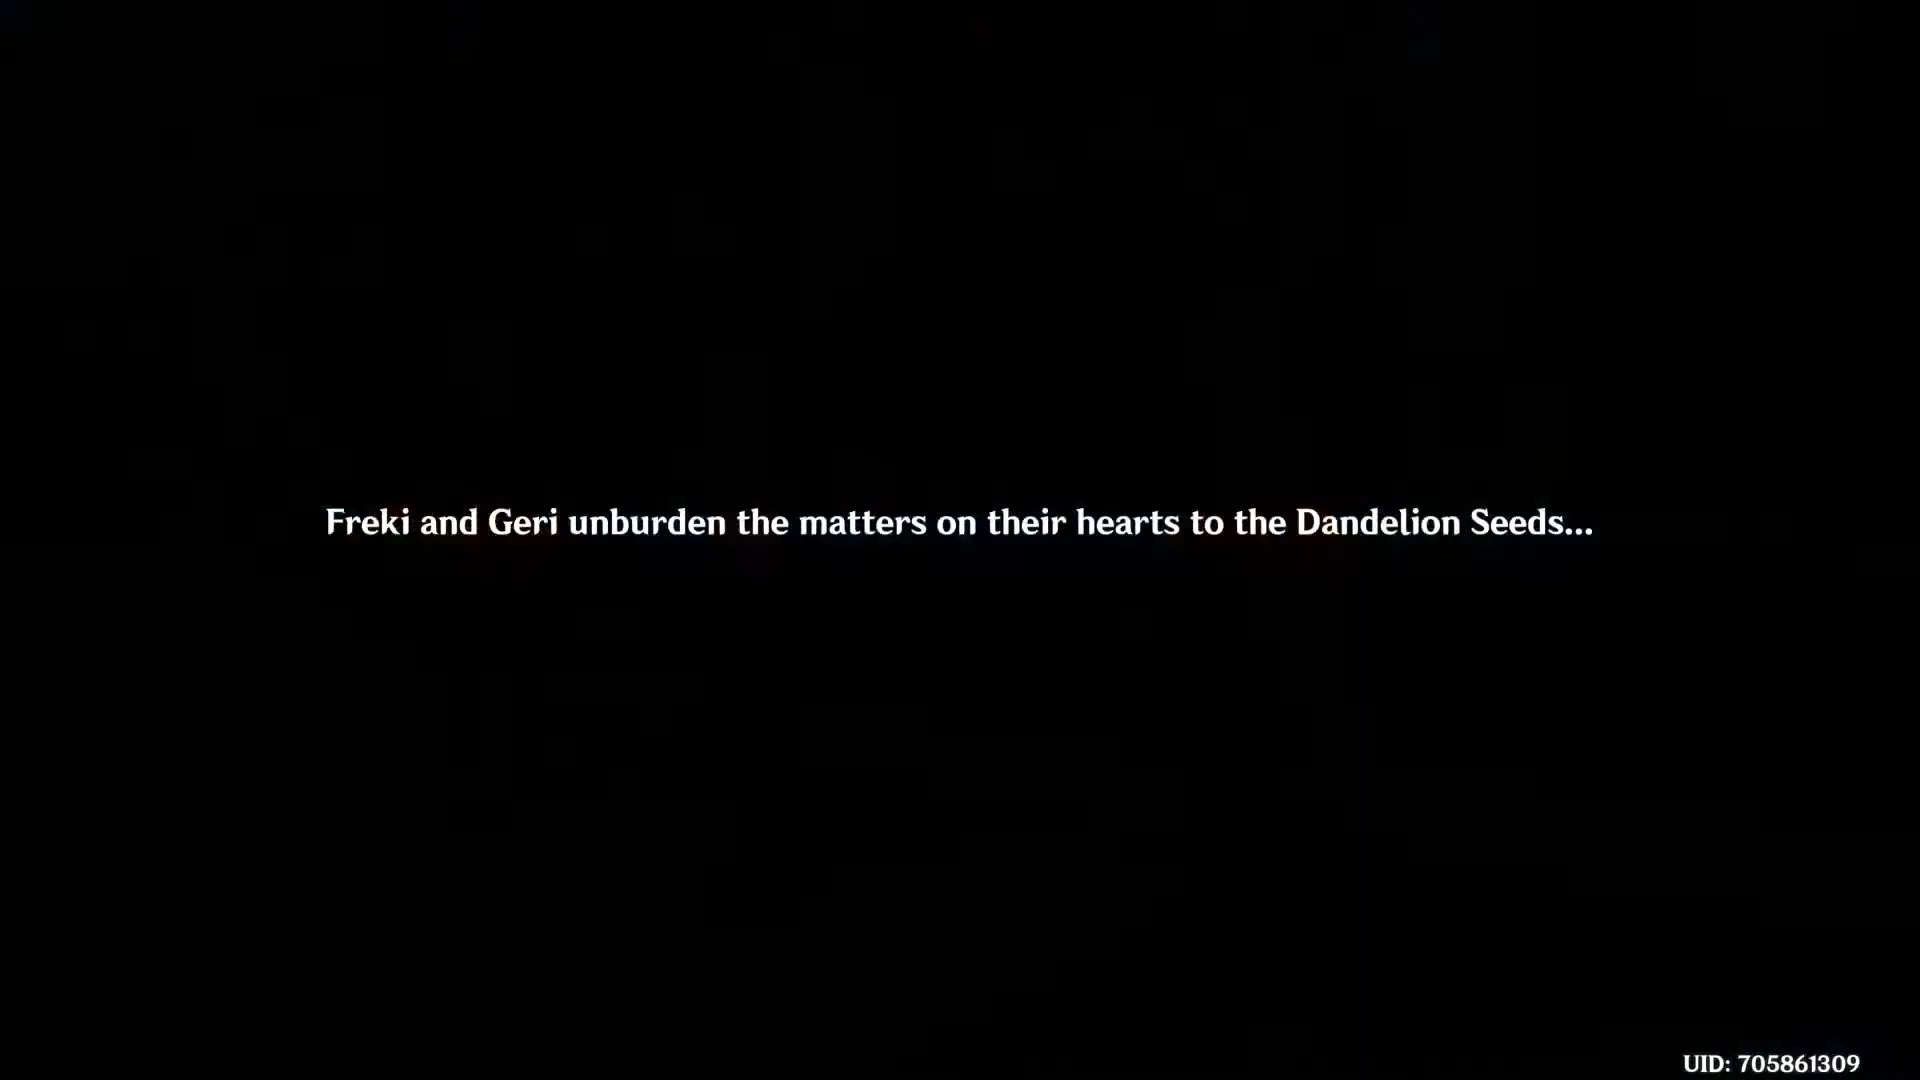 Freki and Geri unburden the matters on their hearts to the Dandelion Seeds...
UID: 705861309